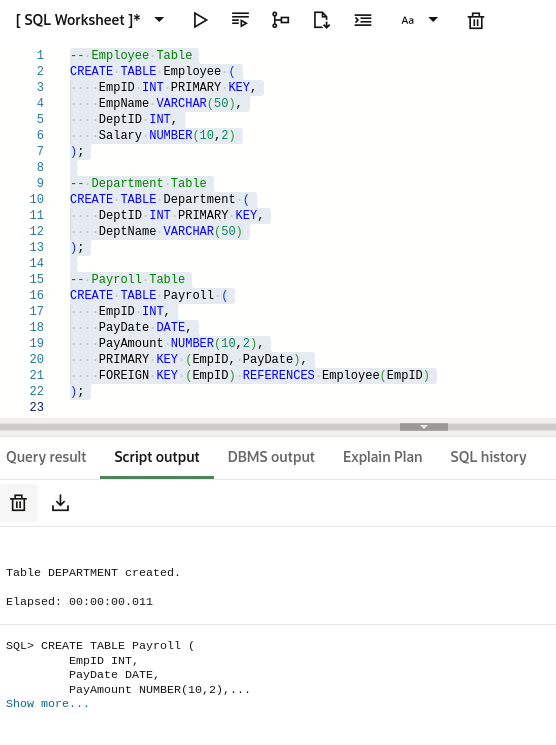 [ SQL Worksheet ]*
Aa
1 -- Employee Table
2 CREATE TABLE Employee (
3 EmpID INT PRIMARY KEY,
4 EmpName VARCHAR(50),
5 DeptID INT,
6 Salary NUMBER(10,2)
7 );
8
9 -- Department Table
10 CREATE TABLE Department (
11 DeptID INT PRIMARY KEY,
12 DeptName VARCHAR(50)
13 );
14
15 -- Payroll Table
16 CREATE TABLE Payroll (
17 EmpID INT,
18 PayDate DATE,
19 PayAmount NUMBER(10,2),
20 PRIMARY KEY (EmpID, PayDate),
21 FOREIGN KEY (EmpID) REFERENCES Employee(EmpID)
22 );
23
Query result Script output DBMS output Explain Plan SQL history
Table DEPARTMENT created.
Elapsed: 00:00:00.011
SQL> CREATE TABLE Payroll (
EmpID INT,
PayDate DATE,
PayAmount NUMBER(10,2),...
Show more...